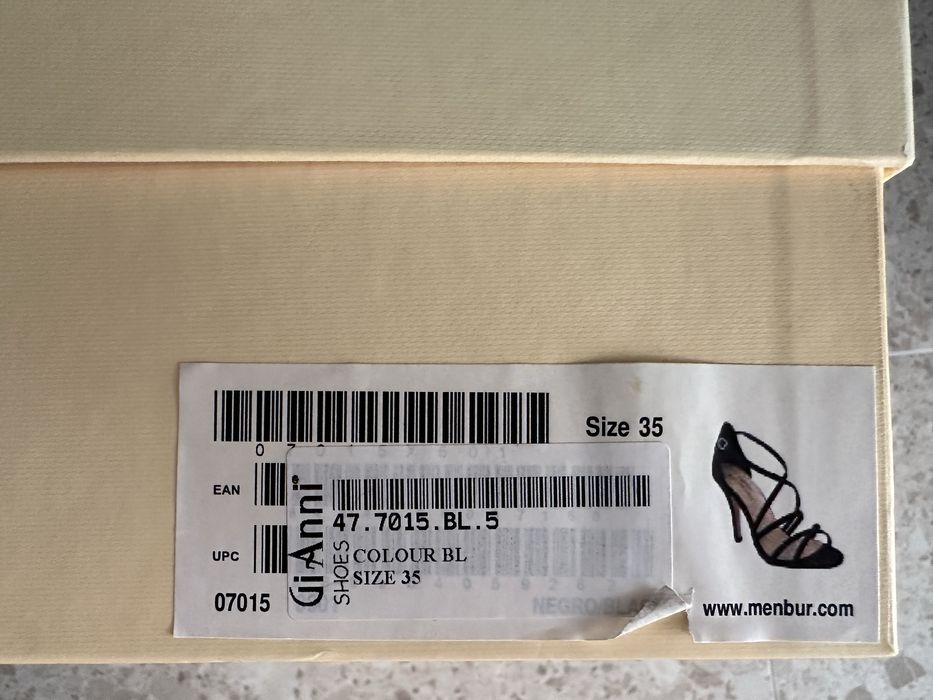 Size 35
EAN
47.7015.BL.5
COLOUR BL
SIZE 35
GiAnni
SHOES
UPC
07015
NEGRO/BLA
www.menbur.com